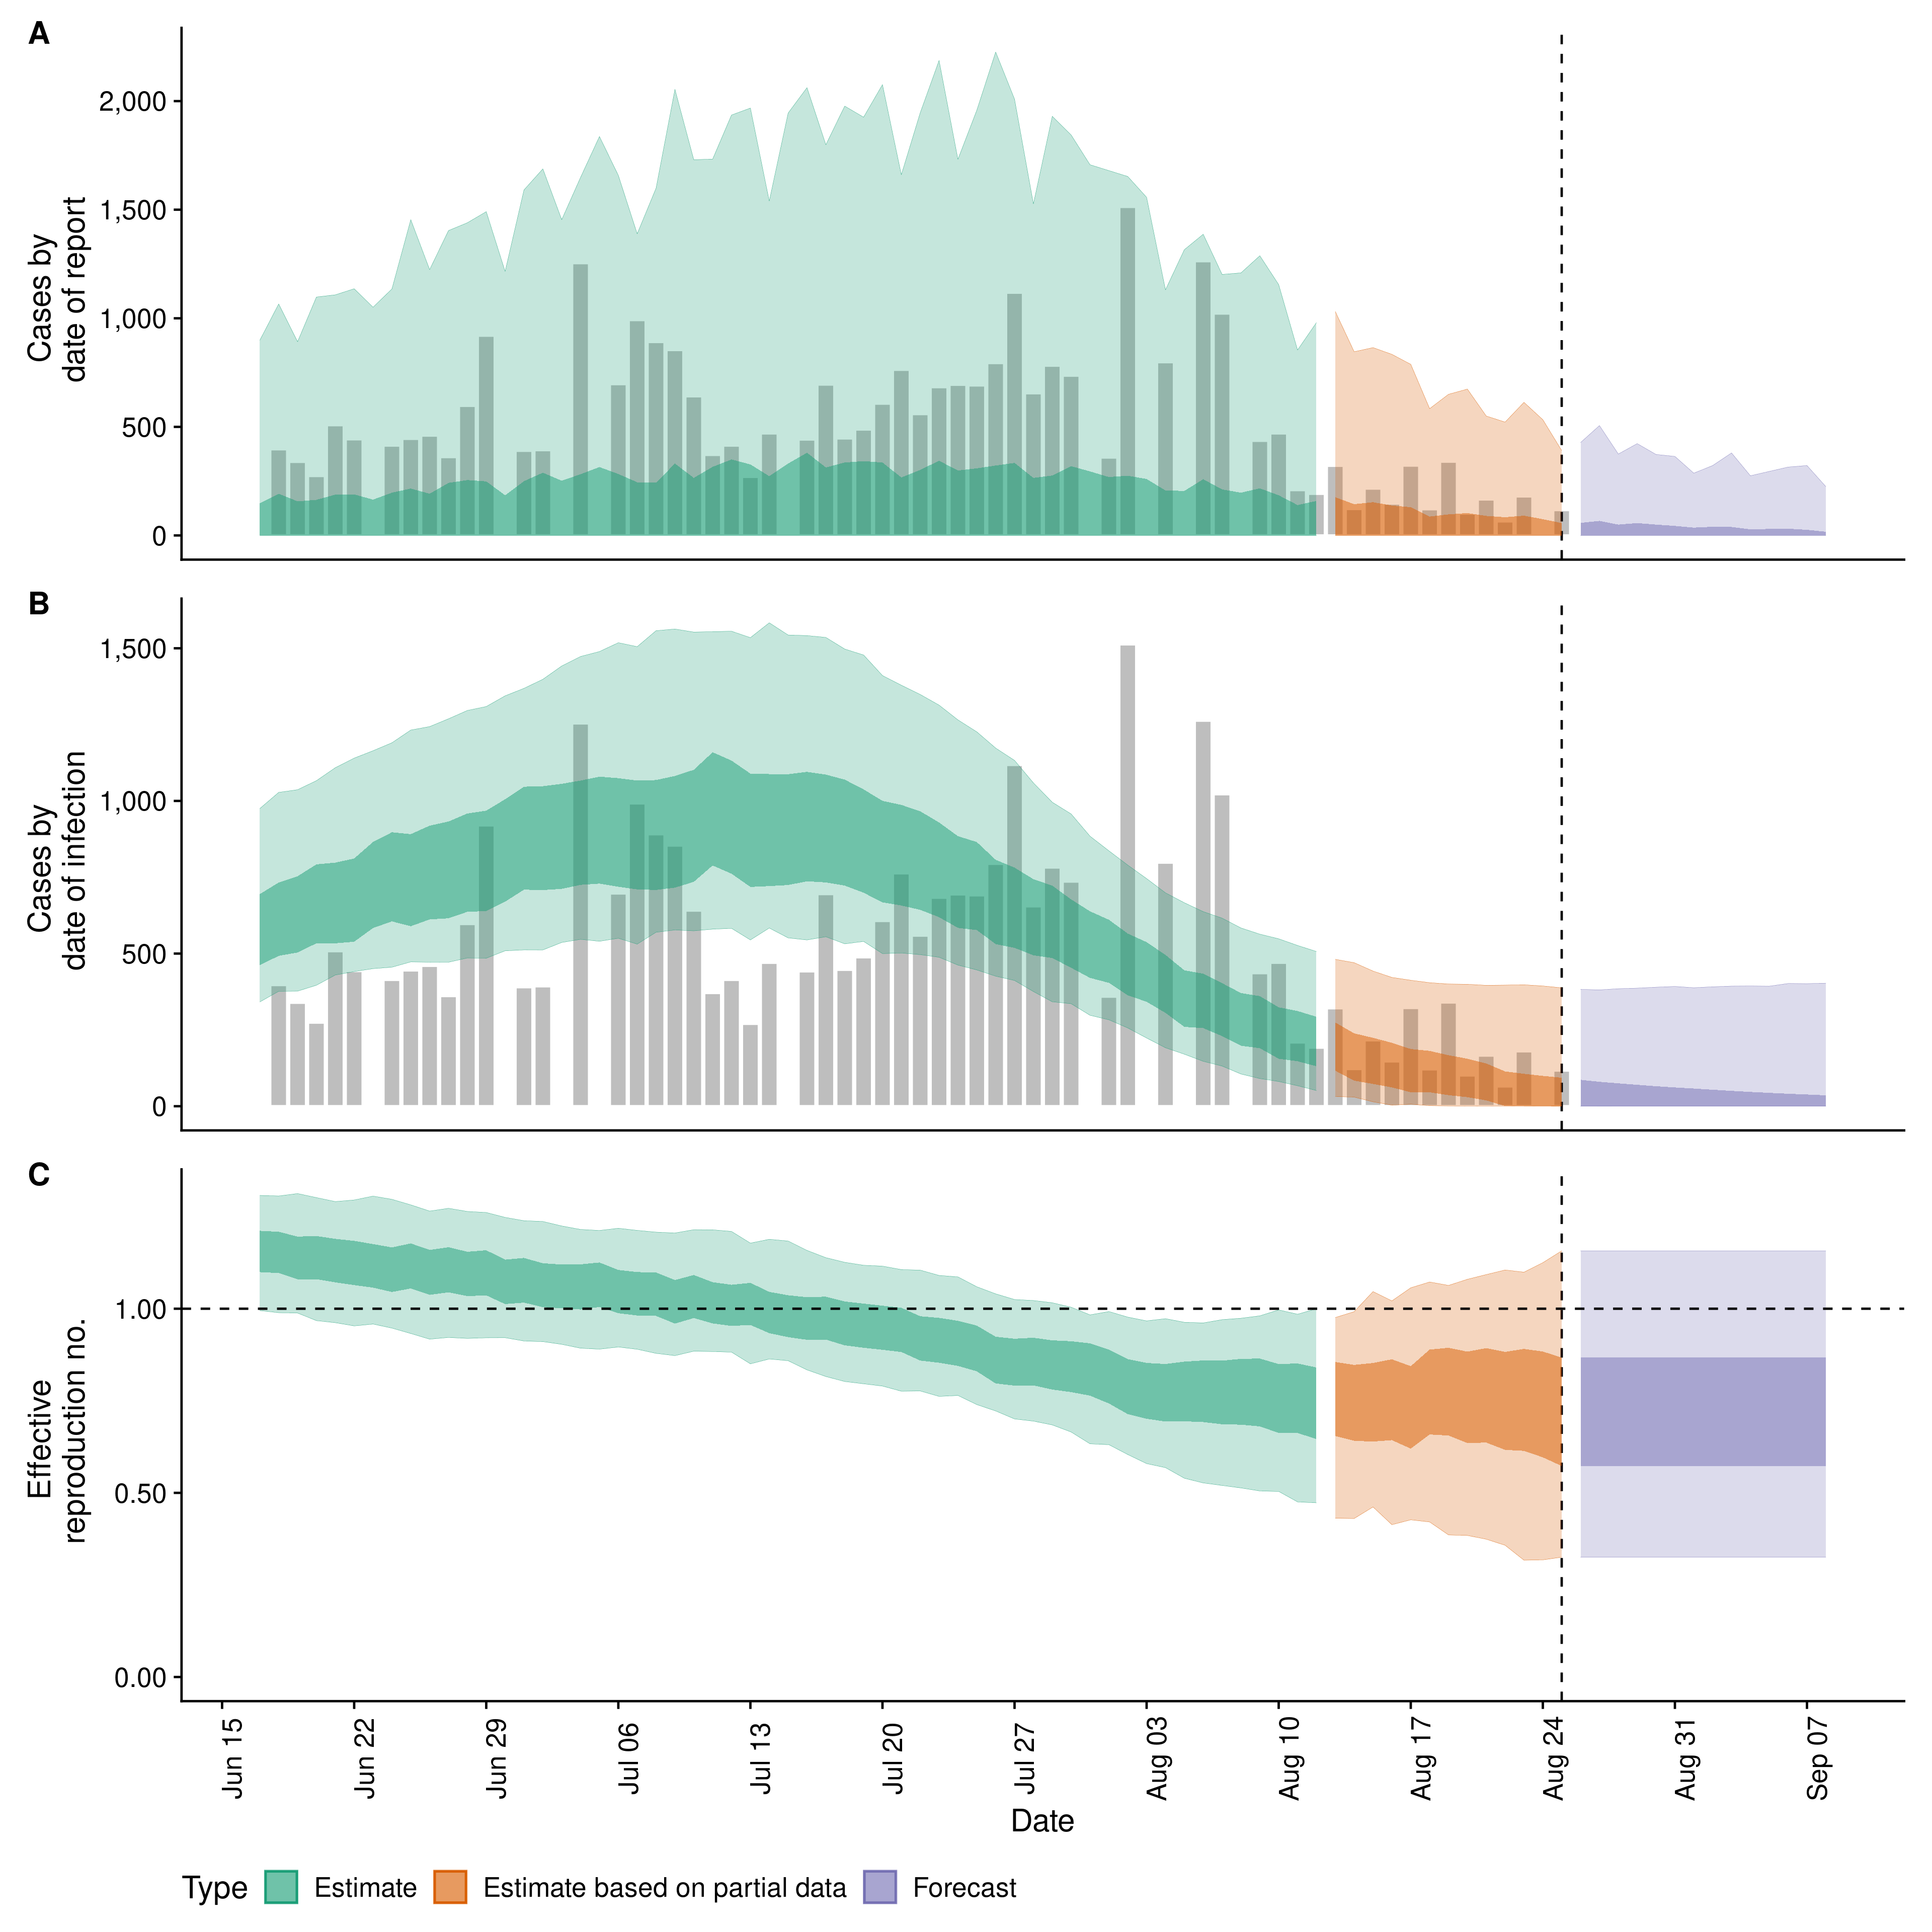 A
Cases by
date of report
2,000
1,500
1,000
500
0
B
Cases by
date of infection
1,500
1,000
500
0
C
Effective
reproduction no.
1.00
0.50
0.00
Jun 15
Jun 22
Jun 29
Jul 06
Jul 13
Jul 20
Jul 27
Aug 03
Aug 10
Aug 17
Aug 24
Aug 31
Sep 07
Date
Type Estimate Estimate based on partial data Forecast